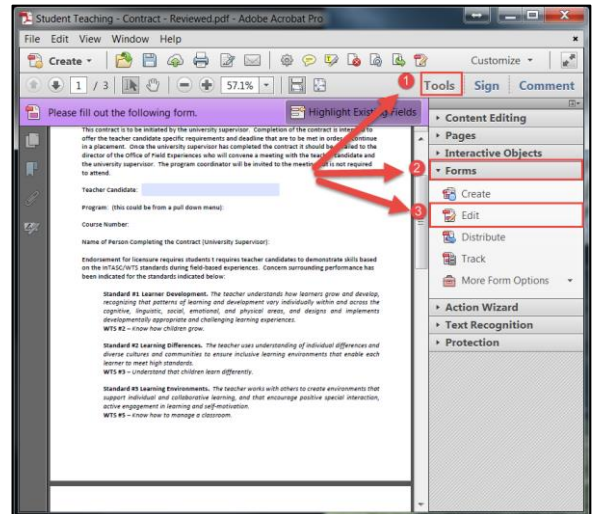 Student Teaching - Contract - Reviewed.pdf - Adobe Acrobat Pro
File Edit View Window Help
Create Customize
1 / 3 57.1% 1 Tools Sign Comment
Please fill out the following form. Highlight Existing Fields
Content Editing
Pages
Interactive Objects
2 Forms
Create
3 Edit
Distribute
Track
More Form Options
Action Wizard
Text Recognition
Protection
This contract is to be initiated by the university supervisor. Completion of the contract is intended to
offer the teacher candidate specific requirements and deadline that are to be met in order to continue
in a placement. Once the university supervisor has completed the contract it should be emailed to the
director of the Office of Field Experiences who will convene a meeting with the teacher candidate and
the university supervisor. The program coordinator will be invited to the meeting but is not required
to attend.
Teacher Candidate:
Program: (this could be from a pull down menu):
Course Number:
Name of Person Completing the Contract (University Supervisor):
Endorsement for licensure requires students t requires teacher candidates to demonstrate skills based
on the InTASC/WTS standards during field-based experiences. Concern surrounding performance has
been indicated for the standards indicated below:
Standard #1 Learner Development. The teacher understands how learners grow and develop,
recognizing that patterns of learning and development vary individually within and across the
cognitive, linguistic, social, emotional, and physical areas, and designs and implements
developmentally appropriate and challenging learning experiences.
WTS #2 – Know how children grow.
Standard #2 Learning Differences. The teacher uses understanding of individual differences and
diverse cultures and communities to ensure inclusive learning environments that enable each
learner to meet high standards.
WTS #3 – Understand that children learn differently.
Standard #3 Learning Environments. The teacher works with others to create environments that
support individual and collaborative learning, and that encourage positive special interaction,
active engagement in learning and self-motivation.
WTS #5 – Know how to manage a classroom.